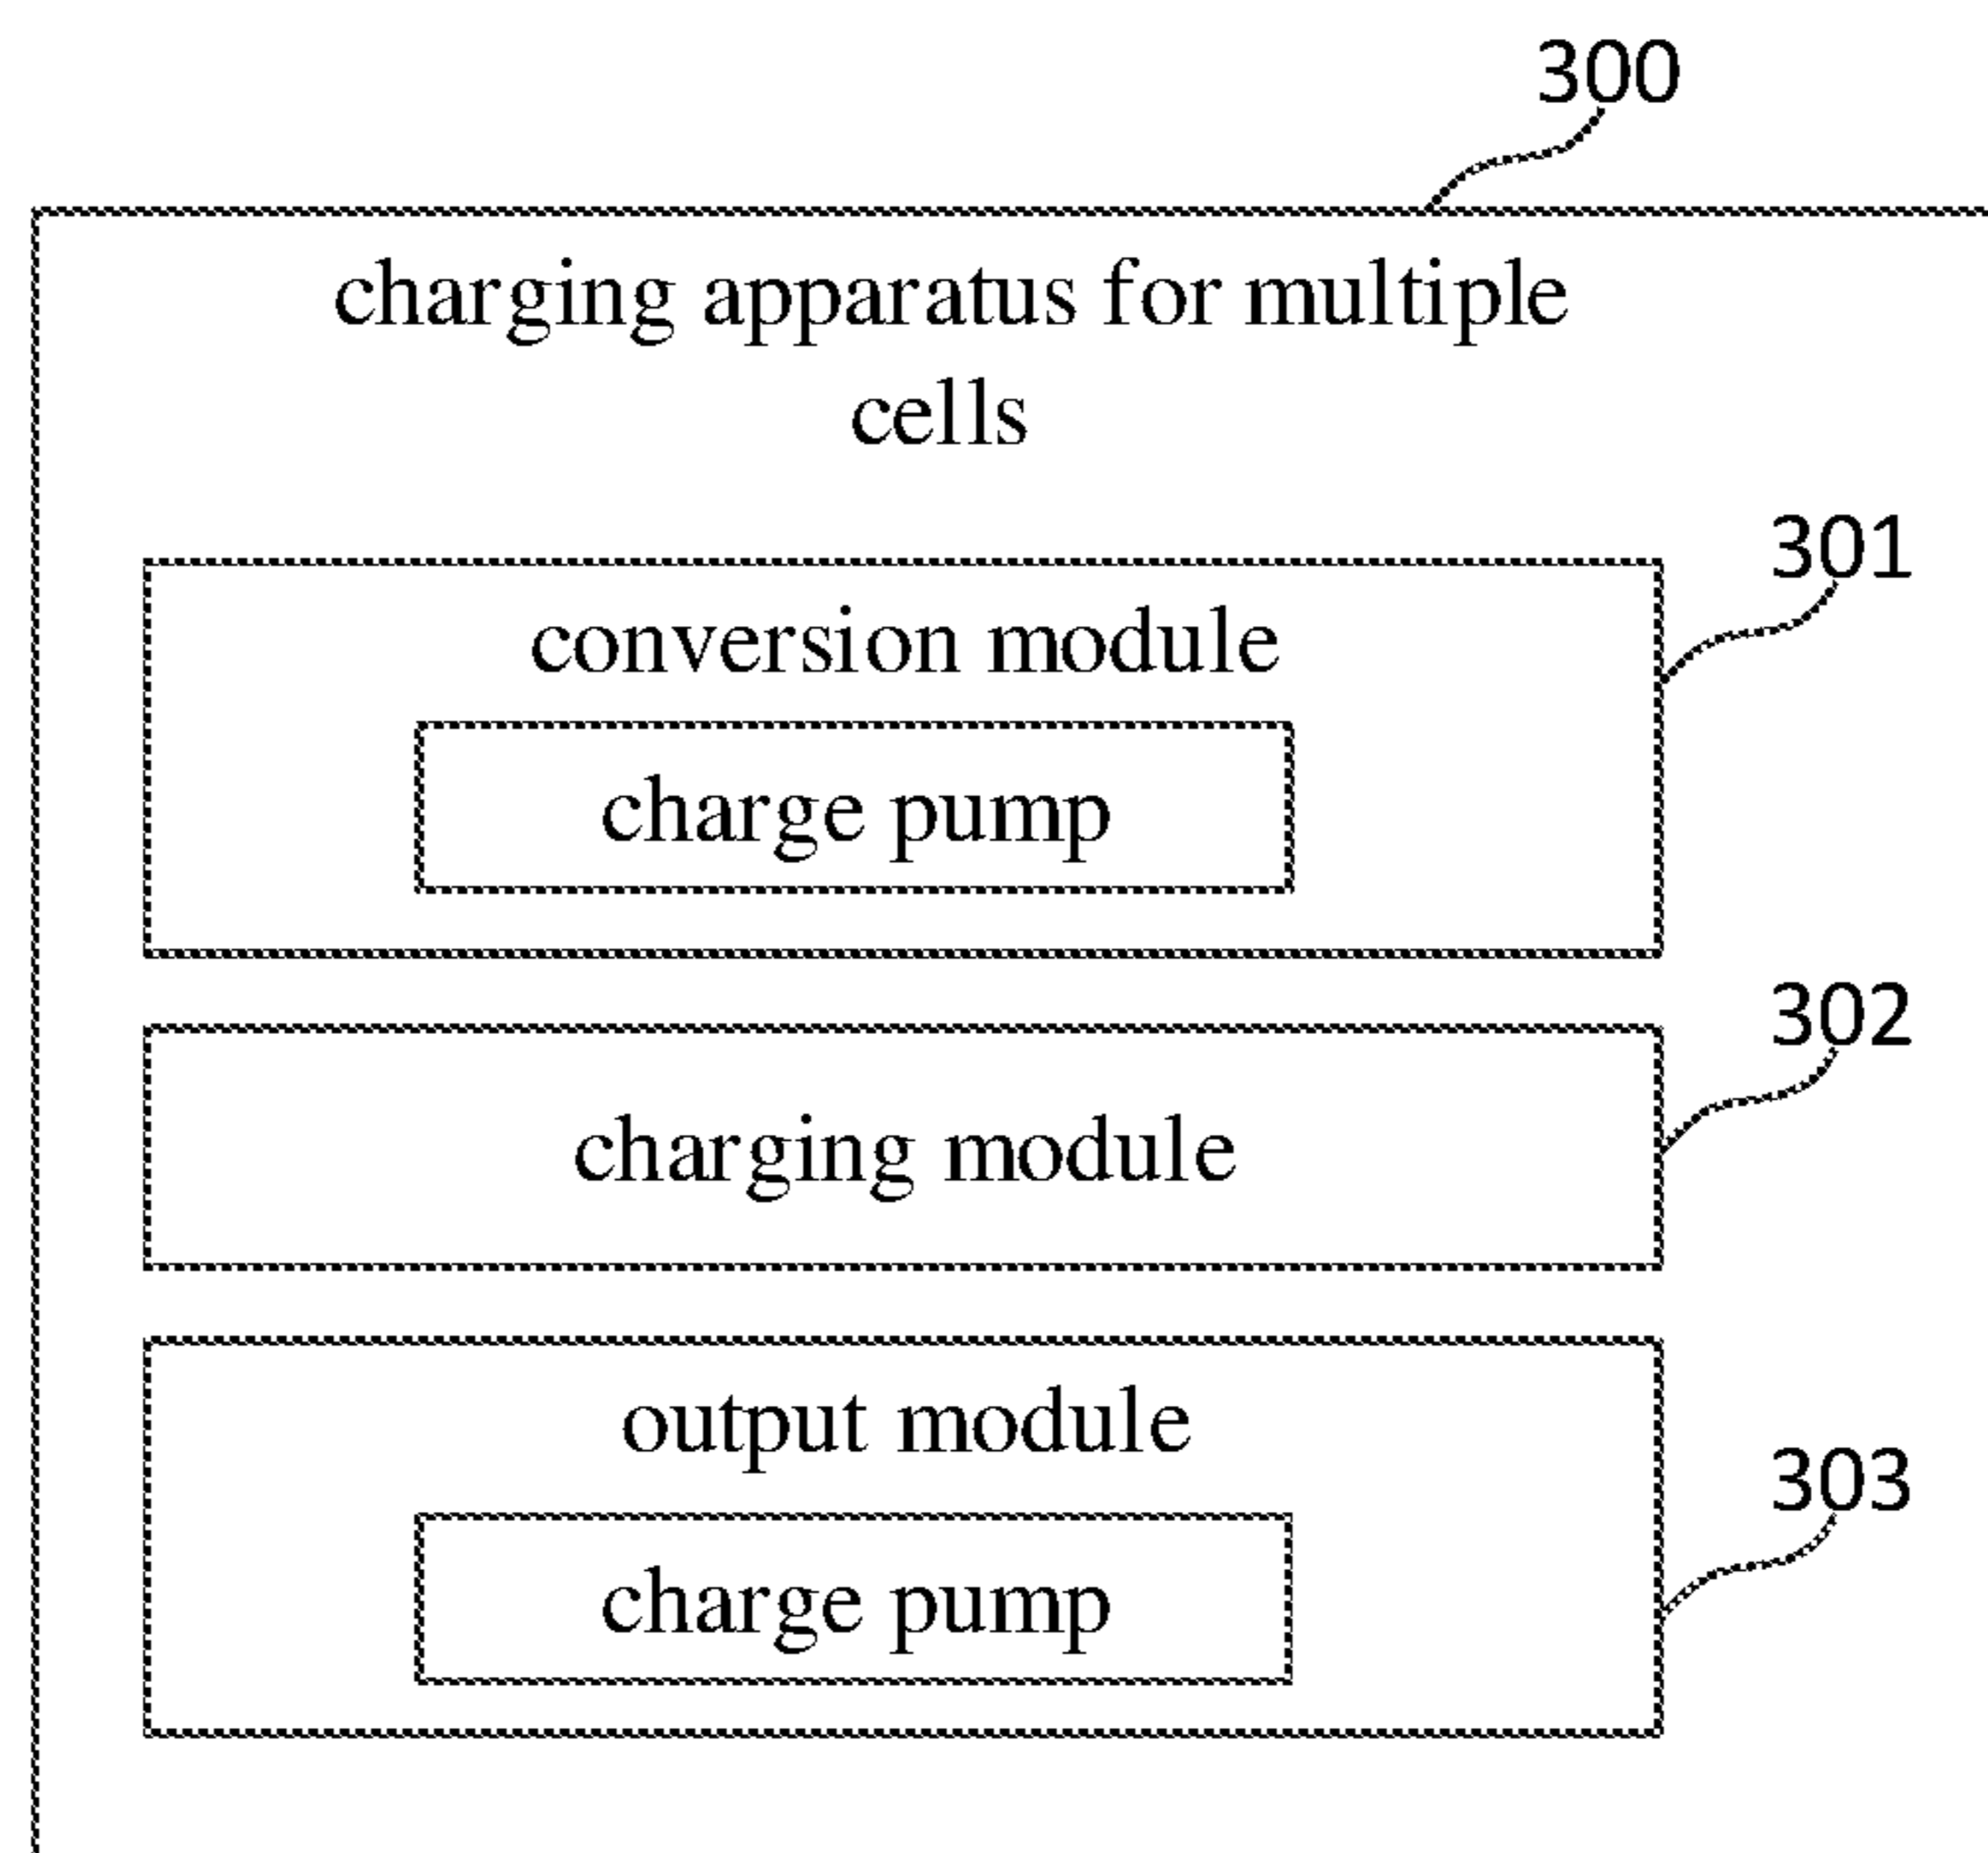 300
charging apparatus for multiple
cells
301
conversion module
charge pump
302
charging module
output module
303
charge pump